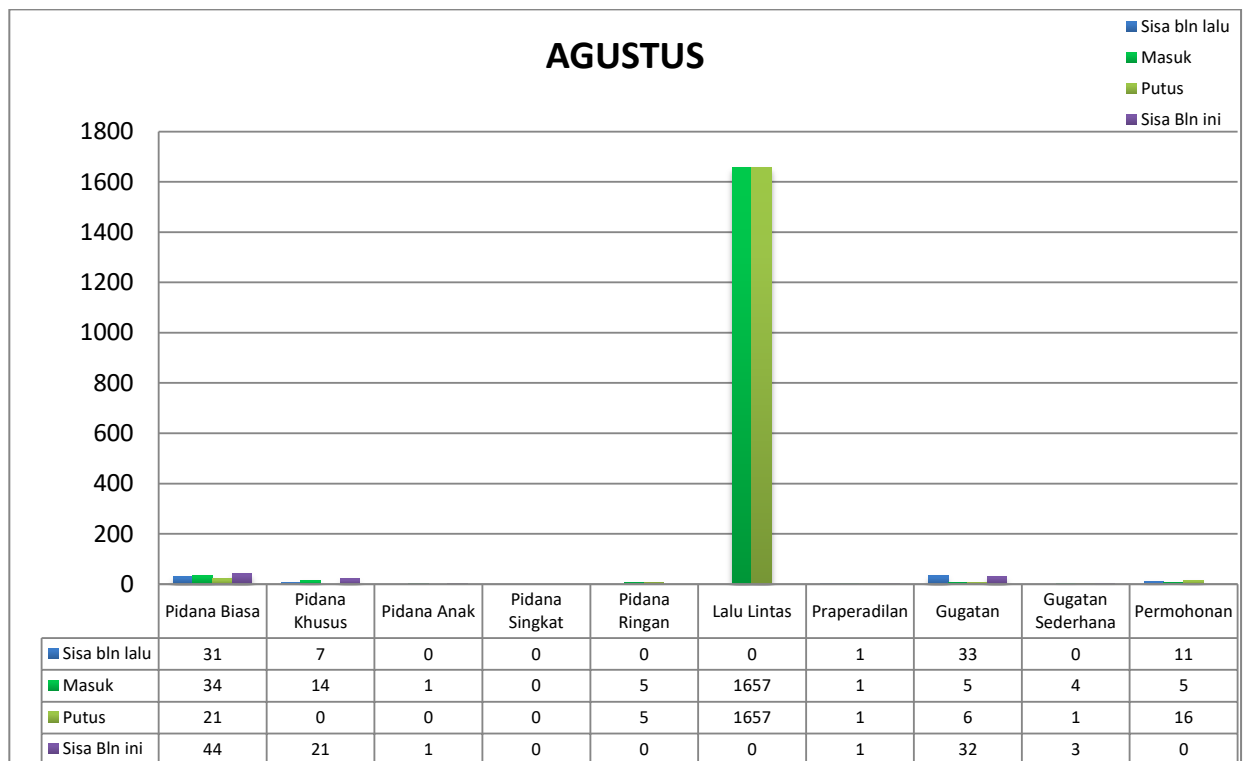 AGUSTUS
Sisa bln lalu
Masuk
Putus
Sisa Bln ini
1800
1600
1400
1200
1000
800
600
400
200
0
Pidana Biasa Pidana Khusus Pidana Anak Pidana Singkat Pidana Ringan Lalu Lintas Praperadilan Gugatan Gugatan Sederhana Permohonan
Sisa bln lalu 31 7 0 0 0 0 1 33 0 11
Masuk 34 14 1 0 5 1657 1 5 4 5
Putus 21 0 0 0 5 1657 1 6 1 16
Sisa Bln ini 44 21 1 0 0 0 1 32 3 0